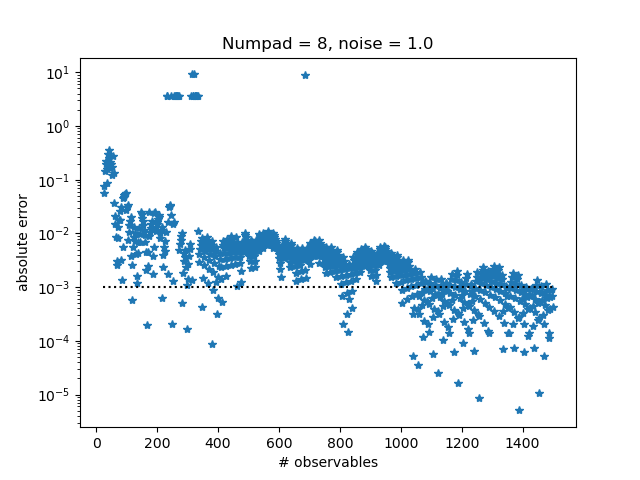 Numpad = 8, noise = 1.0
absolute error
10¹
10⁰
10⁻¹
10⁻²
10⁻³
10⁻⁴
10⁻⁵
0 200 400 600 800 1000 1200 1400
# observables